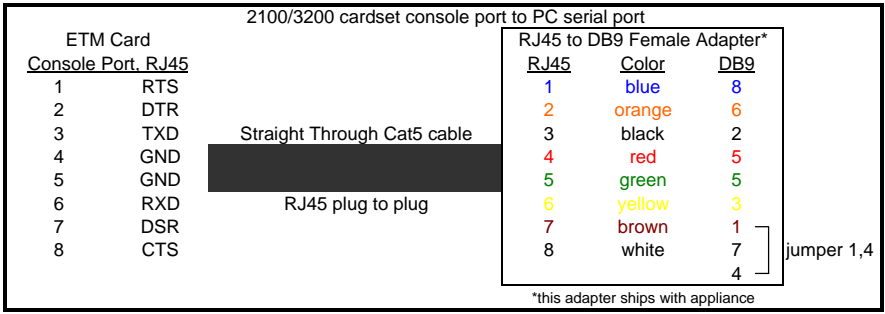 2100/3200 cardset console port to PC serial port
ETM Card RJ45 to DB9 Female Adapter*
Console Port, RJ45 RJ45 Color DB9
1 RTS 1 blue 8
2 DTR 2 orange 6
3 TXD Straight Through Cat5 cable 3 black 2
4 GND 4 red 5
5 GND 5 green 5
6 RXD RJ45 plug to plug 6 yellow 3
7 DSR 7 brown 1
8 CTS 8 white 7 jumper 1,4
4
*this adapter ships with appliance